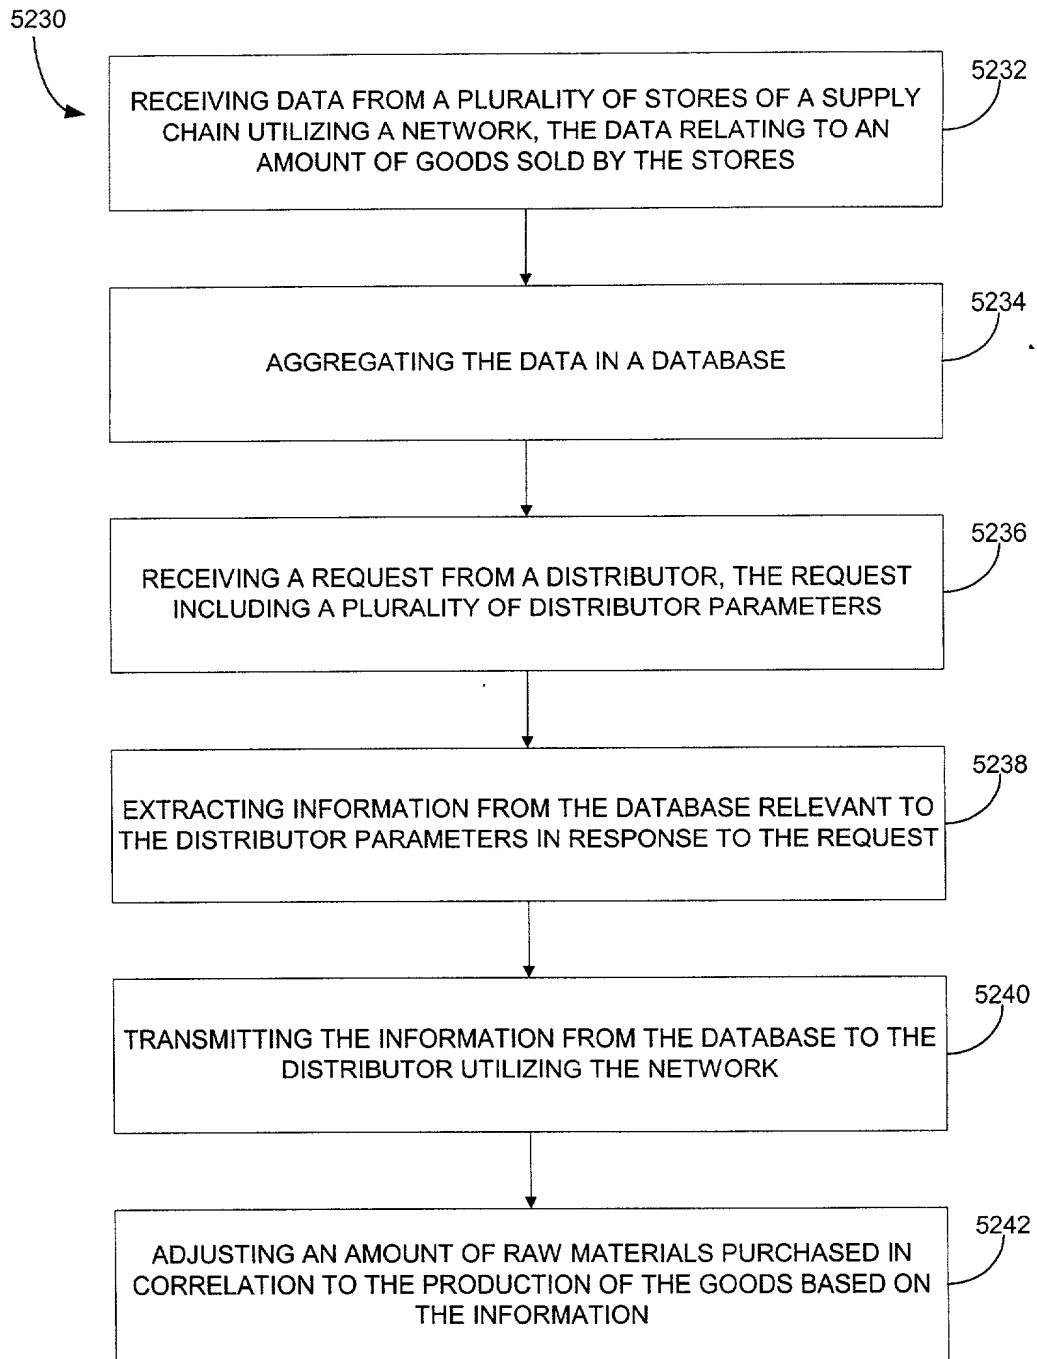 5230
5232
RECEIVING DATA FROM A PLURALITY OF STORES OF A SUPPLY
CHAIN UTILIZING A NETWORK, THE DATA RELATING TO AN
AMOUNT OF GOODS SOLD BY THE STORES
5234
AGGREGATING THE DATA IN A DATABASE
5236
RECEIVING A REQUEST FROM A DISTRIBUTOR, THE REQUEST
INCLUDING A PLURALITY OF DISTRIBUTOR PARAMETERS
5238
EXTRACTING INFORMATION FROM THE DATABASE RELEVANT TO
THE DISTRIBUTOR PARAMETERS IN RESPONSE TO THE REQUEST
5240
TRANSMITTING THE INFORMATION FROM THE DATABASE TO THE
DISTRIBUTOR UTILIZING THE NETWORK
5242
ADJUSTING AN AMOUNT OF RAW MATERIALS PURCHASED IN
CORRELATION TO THE PRODUCTION OF THE GOODS BASED ON
THE INFORMATION